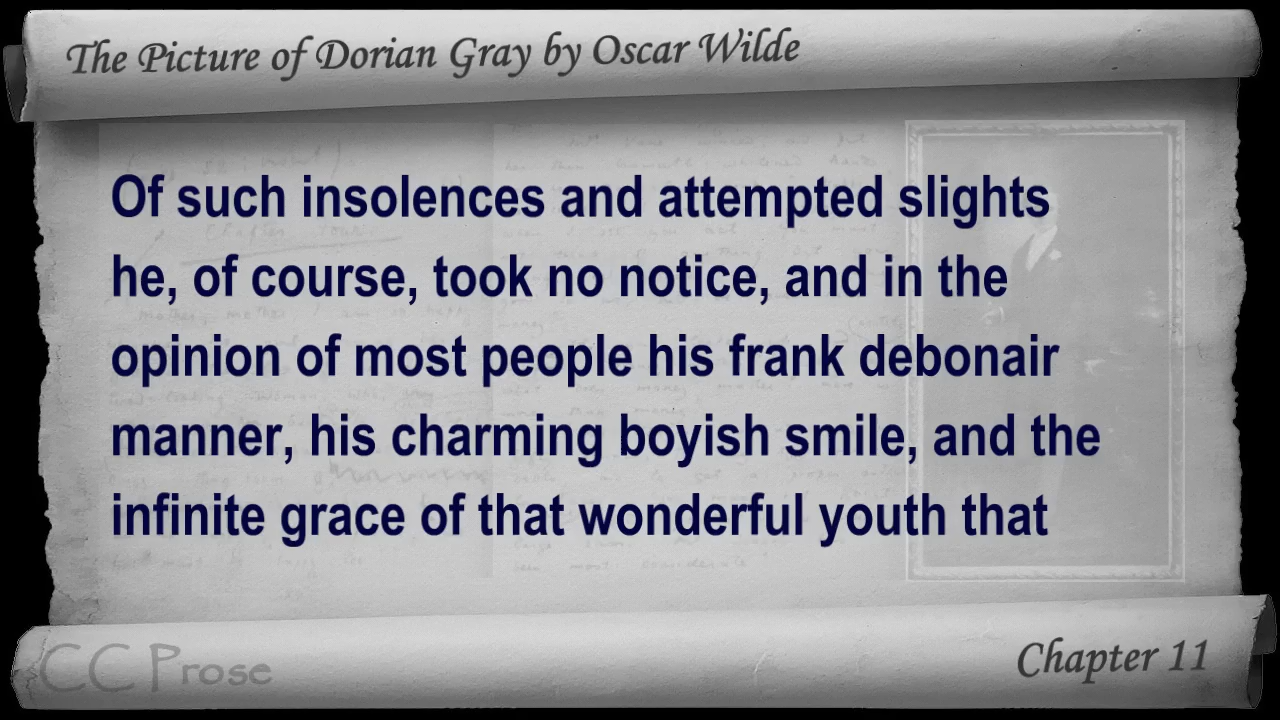 The Picture of Dorian Gray by Oscar Wilde
Of such insolences and attempted slights
he, of course, took no notice, and in the
opinion of most people his frank debonair
manner, his charming boyish smile, and the
infinite grace of that wonderful youth that
CC Prose
Chapter 11